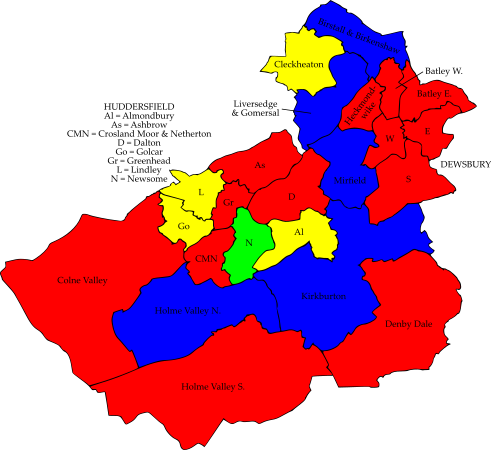 Birstall & Birkenshaw
Cleckheaton
Batley W.
Heckmond-
wike
Batley E.
Liversedge
& Gomersal
HUDDERSFIELD
Al = Almondbury
As = Ashbrow
CMN = Crosland Moor & Netherton
D = Dalton
Go = Golcar
Gr = Greenhead
L = Lindley
N = Newsome
E
W
DEWSBURY
As
Mirfield
S
L
Gr
D
Go
N
Al
CMN
Colne Valley
Kirkburton
Holme Valley N.
Denby Dale
Holme Valley S.